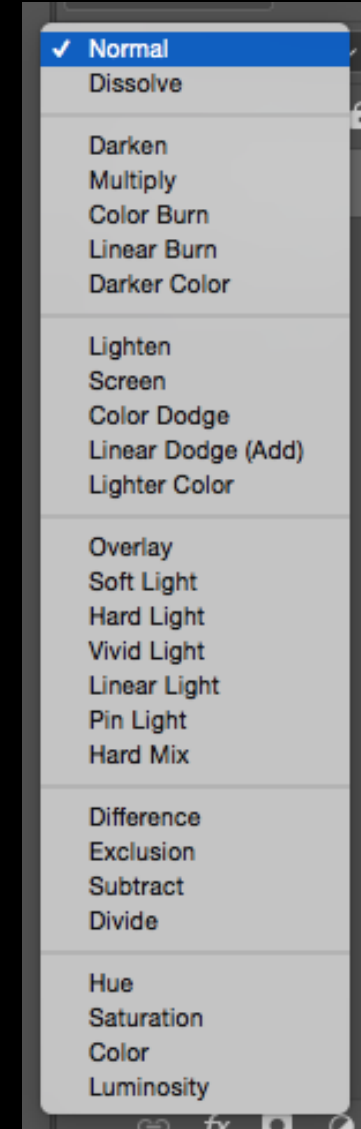 ✓ Normal
Dissolve
Darken
Multiply
Color Burn
Linear Burn
Darker Color
Lighten
Screen
Color Dodge
Linear Dodge (Add)
Lighter Color
Overlay
Soft Light
Hard Light
Vivid Light
Linear Light
Pin Light
Hard Mix
Difference
Exclusion
Subtract
Divide
Hue
Saturation
Color
Luminosity
fx